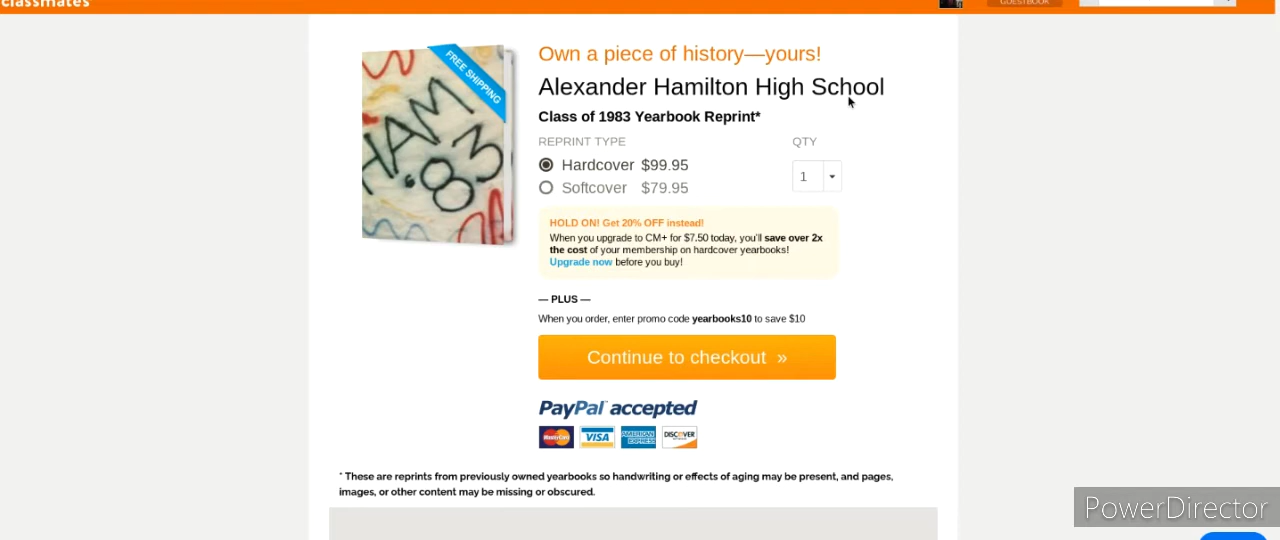 classmates
GUESTBOOK
FREE SHIPPING
HAM
'83
Own a piece of history—yours!
Alexander Hamilton High School
Class of 1983 Yearbook Reprint*
REPRINT TYPE QTY
Hardcover $99.95
1
Softcover $79.95
HOLD ON! Get 20% OFF instead!
When you upgrade to CM+ for $7.50 today, you'll save over 2x
the cost of your membership on hardcover yearbooks!
Upgrade now before you buy!
— PLUS —
When you order, enter promo code yearbooks10 to save $10
Continue to checkout »
PayPal™ accepted
MasterCard VISA AMERICAN EXPRESS DISCOVER
* These are reprints from previously owned yearbooks so handwriting or effects of aging may be present, and pages,
images, or other content may be missing or obscured.
PowerDirector